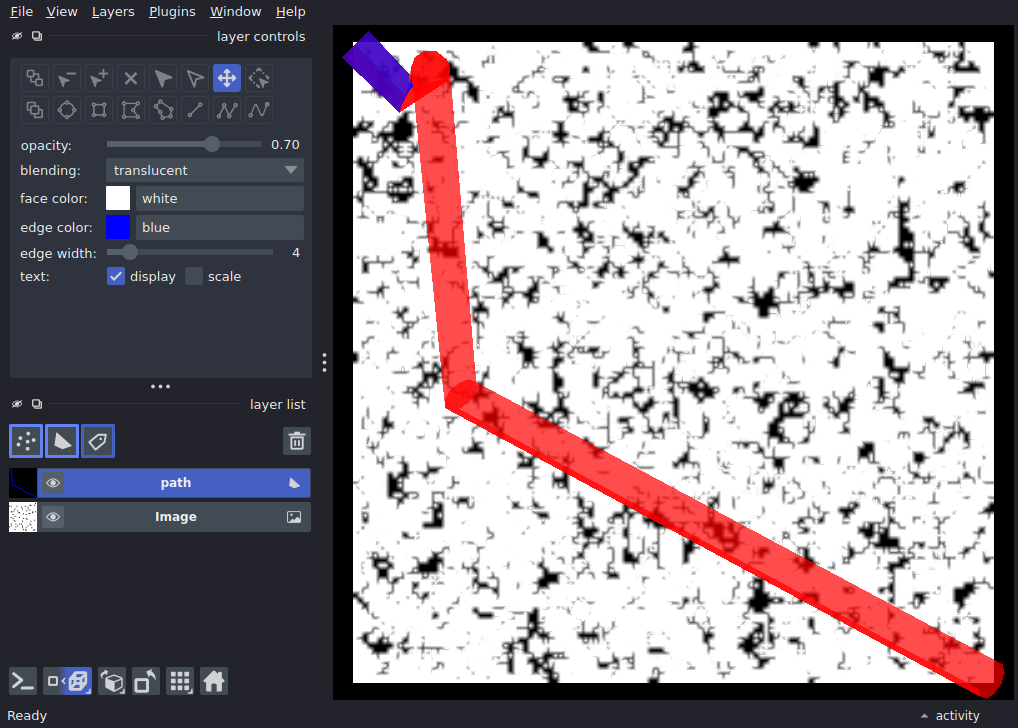 File View Layers Plugins Window Help
layer controls
opacity: 0.70
blending: translucent
face color: white
edge color: blue
edge width: 4
text: display scale
layer list
path
Image
Ready
activity